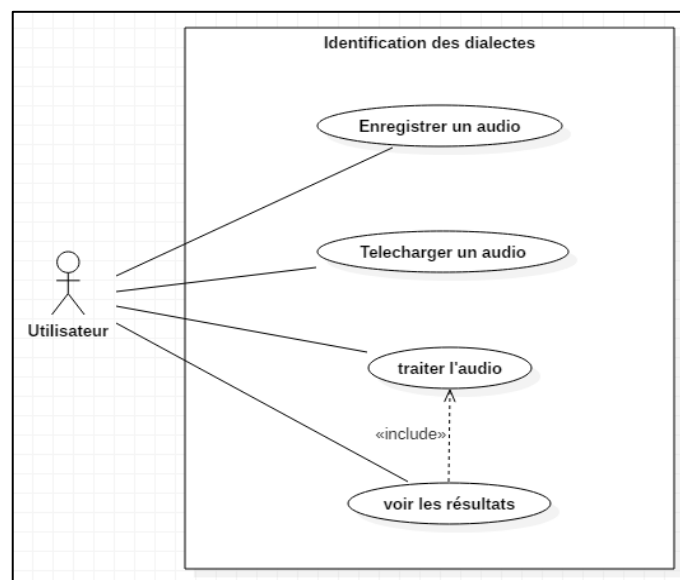 Identification des dialectes
Enregistrer un audio
Telecharger un audio
Utilisateur
traiter l'audio
«include»
voir les résultats